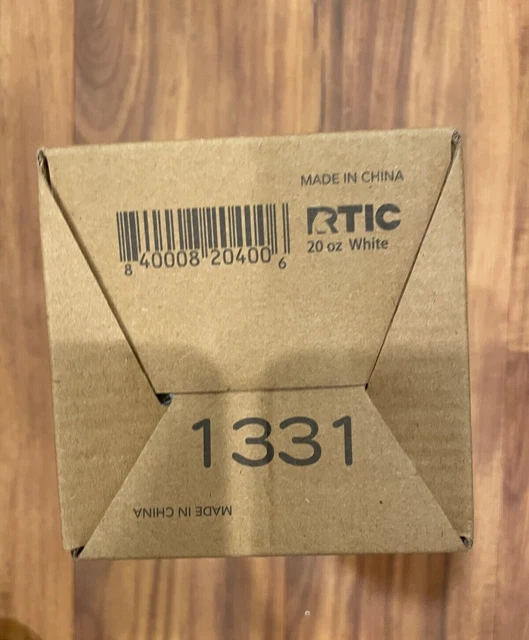 MADE IN CHINA
RTIC
20 oz White
8 40008 20400 6
1331
MADE IN CHINA